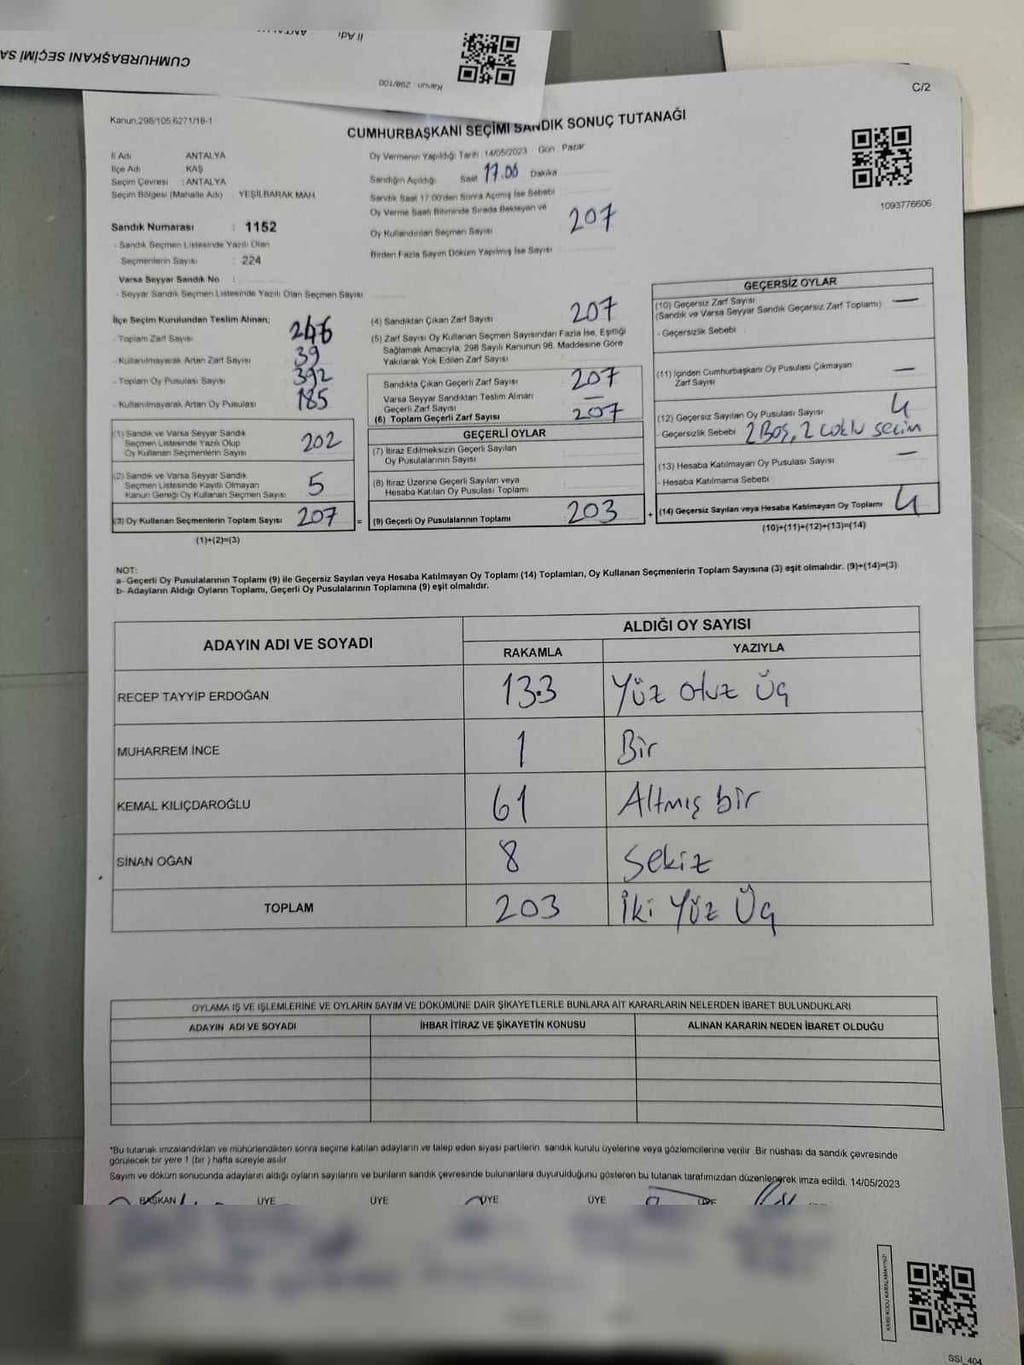 CUMHURBAŞKANI SEÇİMİ SA
İl Adı
Kanun: 298/100
C/2
Kanun:298/105,6271/18-1
CUMHURBAŞKANI SEÇİMİ SANDIK SONUÇ TUTANAĞI
İl Adı : ANTALYA
İlçe Adı : KAŞ
Seçim Çevresi : ANTALYA
Seçim Bölgesi (Mahalle Adı) : YEŞİLBARAK MAH
Sandık Numarası : 1152
- Sandık Seçmen Listesinde Yazılı Olan
Seçmenlerin Sayısı : 224
Varsa Seyyar Sandık No :
- Seyyar Sandık Seçmen Listesinde Yazılı Olan Seçmen Sayısı
Oy Vermenin Yapıldığı Tarih 14/05/2023 Gün Pazar
Sandığın Açıldığı Saat 17.06 Dakika
Sandık Saat 17:00'den Sonra Açılmış İse Sebebi
Oy Verme Saati Bitiminde Sırada Bekleyen ve
Oy Kullandırılan Seçmen Sayısı 207
Birden Fazla Sayım Döküm Yapılmış İse Sayısı
1093776606
İlçe Seçim Kurulundan Teslim Alınan;
- Toplam Zarf Sayısı 246
- Kullanılmayarak Artan Zarf Sayısı 39
- Toplam Oy Pusulası Sayısı 392
- Kullanılmayarak Artan Oy Pusulası 185
(1) Sandık ve Varsa Seyyar Sandık
Seçmen Listesinde Yazılı Olup
Oy Kullanan Seçmenlerin Sayısı 202
(2) Sandık ve Varsa Seyyar Sandık
Seçmen Listesinde Kayıtlı Olmayan
Kanun Gereği Oy Kullanan Seçmen Sayısı 5
(3) Oy Kullanan Seçmenlerin Toplam Sayısı 207
(1)+(2)=(3)
(4) Sandıktan Çıkan Zarf Sayısı 207
(5) Zarf Sayısı Oy Kullanan Seçmen Sayısından Fazla İse, Eşitliği
Sağlamak Amacıyla, 298 Sayılı Kanunun 98. Maddesine Göre
Yakılarak Yok Edilen Zarf Sayısı
Sandıkta Çıkan Geçerli Zarf Sayısı 207
Varsa Seyyar Sandıktan Teslim Alınan
Geçerli Zarf Sayısı —
(6) Toplam Geçerli Zarf Sayısı 207
GEÇERLİ OYLAR
(7) İtiraz Edilmeksizin Geçerli Sayılan
Oy Pusulalarının Sayısı
(8) İtiraz Üzerine Geçerli Sayılan veya
Hesaba Katılan Oy Pusulası Toplamı
= (9) Geçerli Oy Pusulalarının Toplamı 203
GEÇERSİZ OYLAR
(10) Geçersiz Zarf Sayısı —
(Sandık ve Varsa Seyyar Sandık Geçersiz Zarf Toplamı)
- Geçersizlik Sebebi
(11) İçinden Cumhurbaşkanı Oy Pusulası Çıkmayan
Zarf Sayısı —
(12) Geçersiz Sayılan Oy Pusulası Sayısı 4
- Geçersizlik Sebebi 2 Boş, 2 çoklu seçim
(13) Hesaba Katılmayan Oy Pusulası Sayısı —
- Hesaba Katılmama Sebebi
+ (14) Geçersiz Sayılan veya Hesaba Katılmayan Oy Toplamı 4
(10)+(11)+(12)+(13)=(14)
NOT:
a- Geçerli Oy Pusulalarının Toplamı (9) ile Geçersiz Sayılan veya Hesaba Katılmayan Oy Toplamı (14) Toplamları, Oy Kullanan Seçmenlerin Toplam Sayısına (3) eşit olmalıdır. (9)+(14)=(3)
b- Adayların Aldığı Oyların Toplamı, Geçerli Oy Pusulalarının Toplamına (9) eşit olmalıdır.
ADAYIN ADI VE SOYADI
ALDIĞI OY SAYISI
RAKAMLA YAZIYLA
RECEP TAYYİP ERDOĞAN 133 Yüz otuz Üç
MUHARREM İNCE 1 Bir
KEMAL KILIÇDAROĞLU 61 Altmış bir
SİNAN OĞAN 8 Sekiz
TOPLAM 203 İki Yüz Üç
OYLAMA İŞ VE İŞLEMLERİNE VE OYLARIN SAYIM VE DÖKÜMÜNE DAİR ŞİKAYETLERLE BUNLARA AİT KARARLARIN NELERDEN İBARET BULUNDUKLARI
ADAYIN ADI VE SOYADI İHBAR İTİRAZ VE ŞİKAYETİN KONUSU ALINAN KARARIN NEDEN İBARET OLDUĞU
*Bu tutanak imzalandıktan ve mühürlendikten sonra seçime katılan adayların ve talep eden siyasi partilerin, sandık kurulu üyelerine veya gözlemcilerine verilir. Bir nüshası da sandık çevresinde
görülecek bir yere 1 (bir ) hafta süreyle asılır.
Sayım ve döküm sonucunda adayların aldığı oyların sayılarını ve bunların sandık çevresinde bulunanlara duyurulduğunu gösteren bu tutanak tarafımızdan düzenlenerek imza edildi. 14/05/2023
BAŞKAN ÜYE ÜYE ÜYE ÜYE ÜYE
KARE KODU KARALAMAYINIZ!
SSI_404